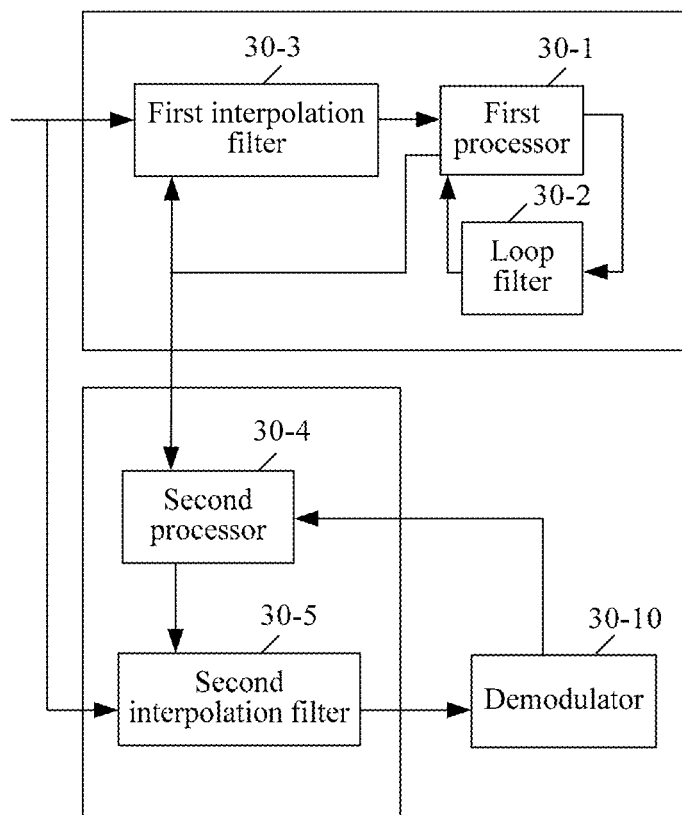 30-3
30-1
First interpolation
filter
First
processor
30-2
Loop
filter
30-4
Second
processor
30-5
30-10
Second
interpolation filter
Demodulator